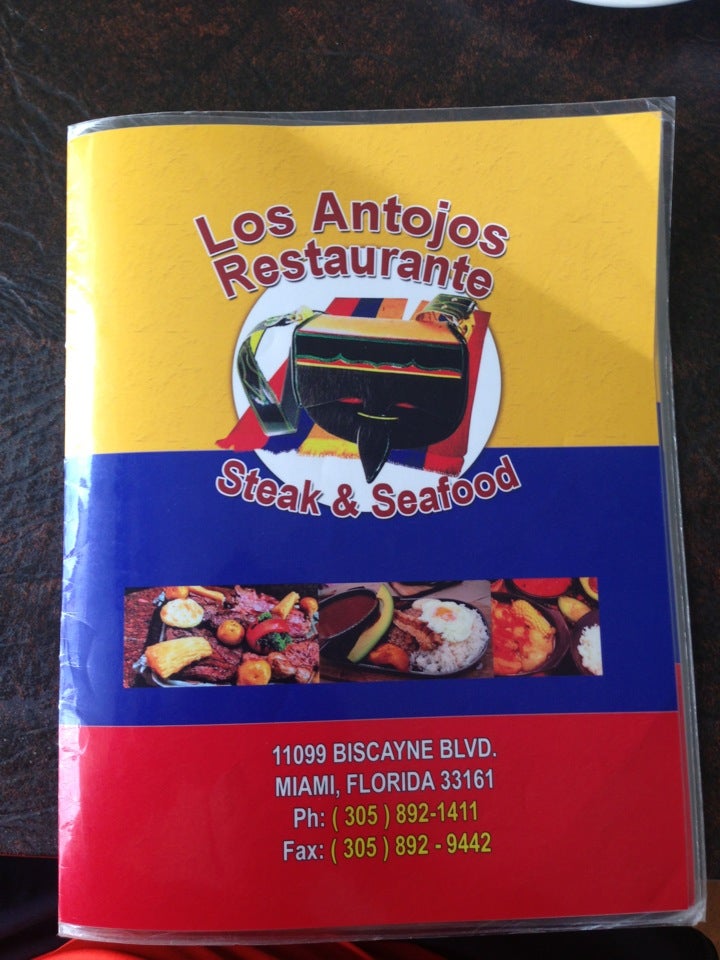 Los Antojos
Restaurante
Steak & Seafood
11099 BISCAYNE BLVD.
MIAMI, FLORIDA 33161
Ph: ( 305 ) 892-1411
Fax: ( 305 ) 892 - 9442